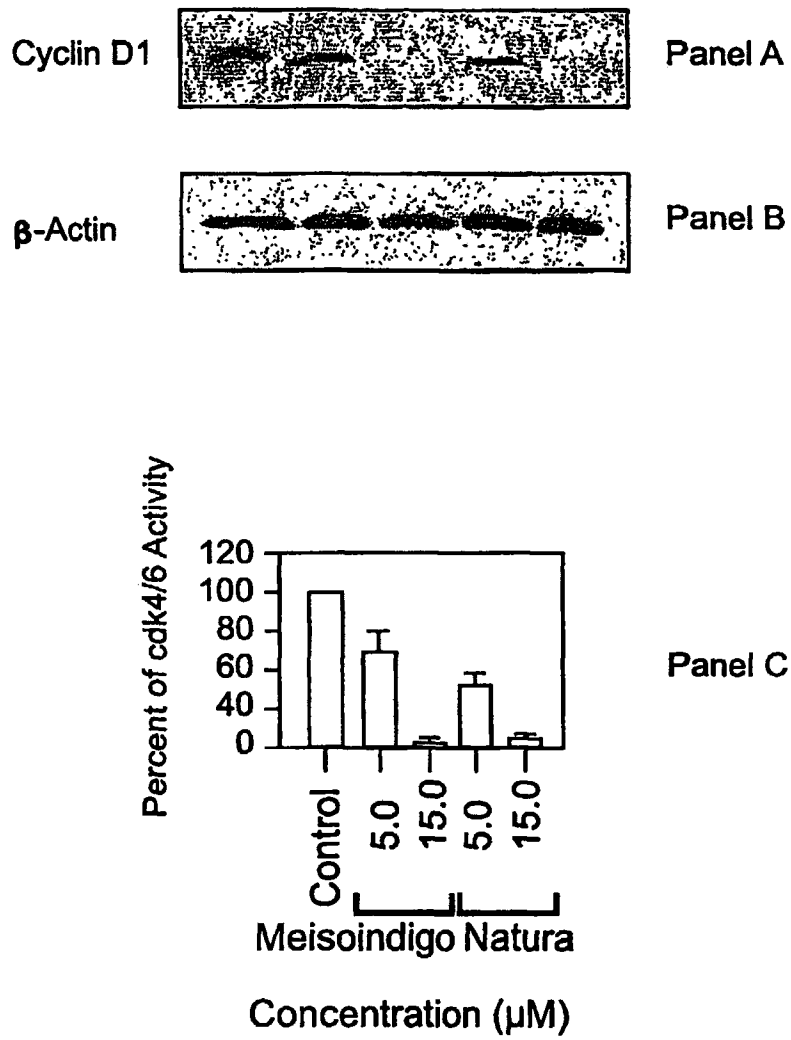 Cyclin D1
Panel A
β-Actin
Panel B
Percent of cdk4/6 Activity
120
100
80
60
40
0
Panel C
Control
5.0
15.0
5.0
15.0
Meisoindigo Natura
Concentration (µM)